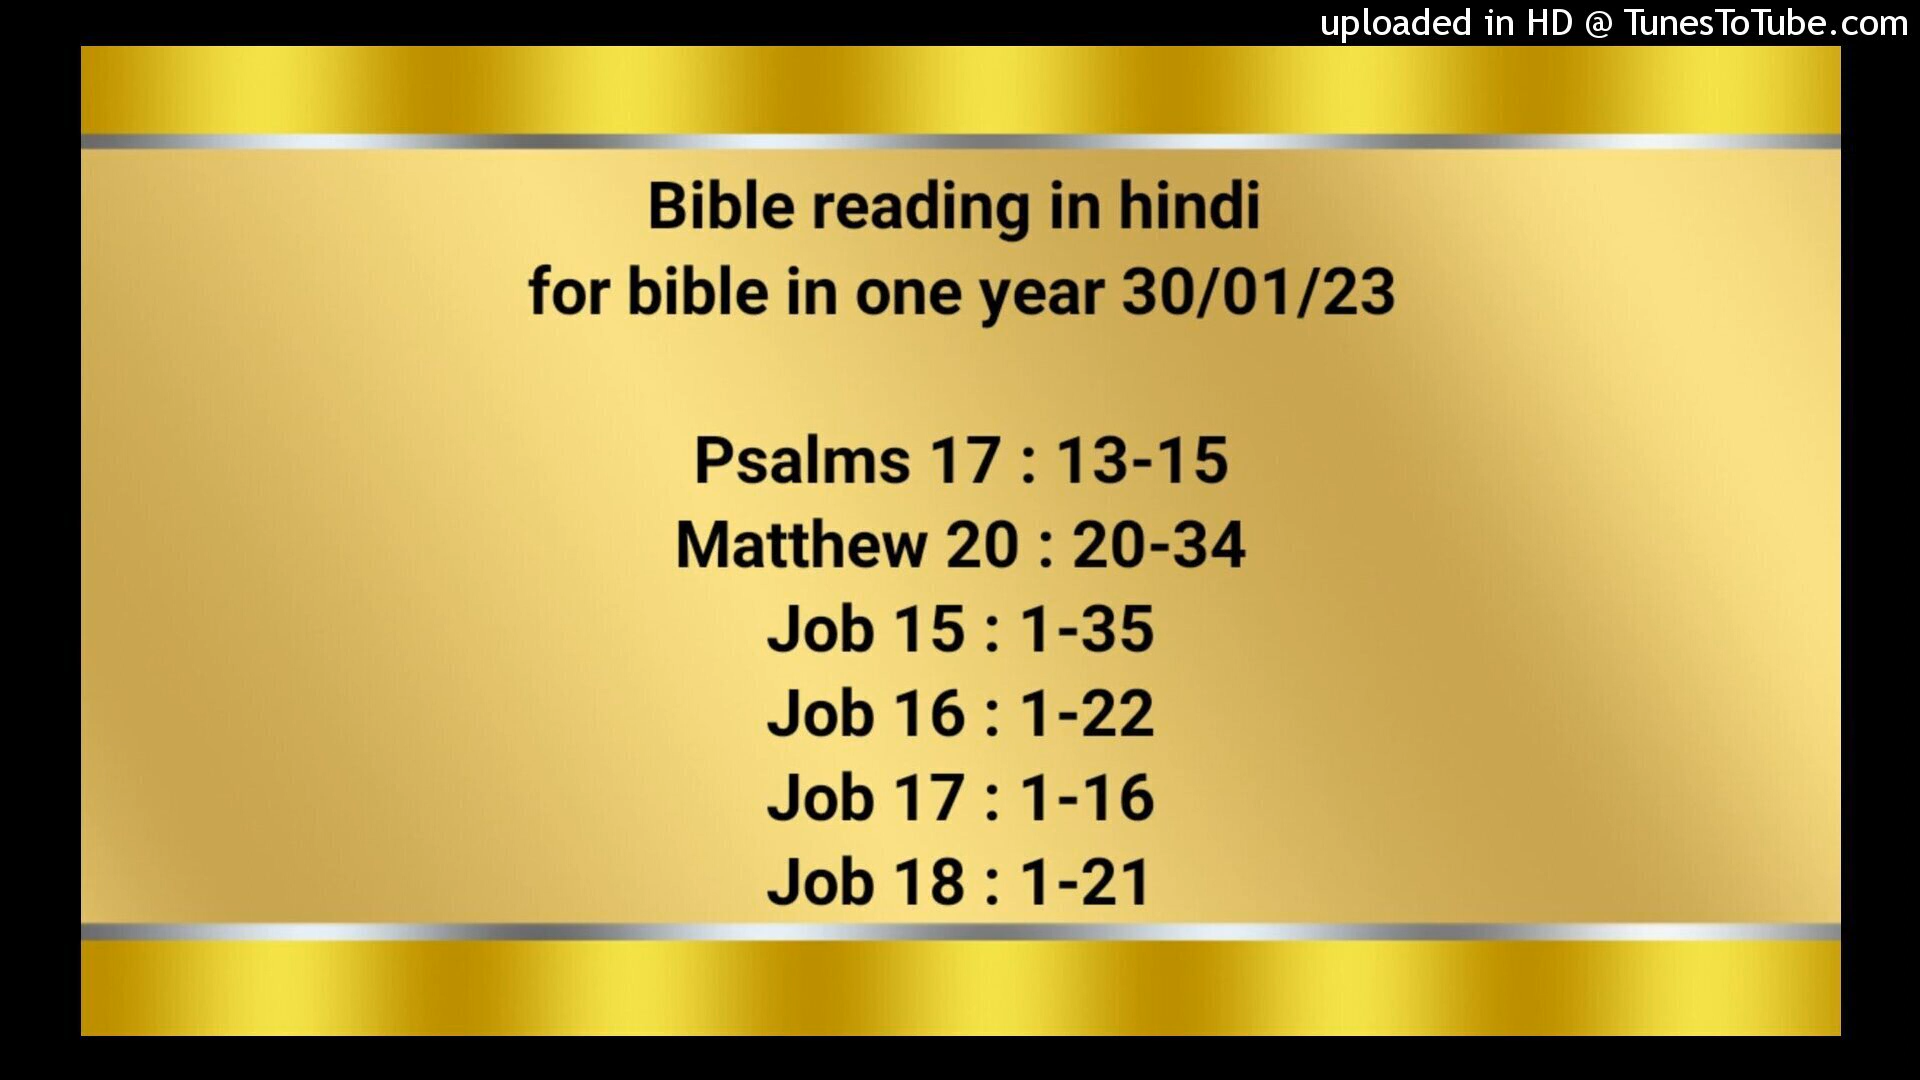 uploaded in HD @ TunesToTube.com
Bible reading in hindi
for bible in one year 30/01/23
Psalms 17 : 13-15
Matthew 20 : 20-34
Job 15 : 1-35
Job 16 : 1-22
Job 17 : 1-16
Job 18 : 1-21